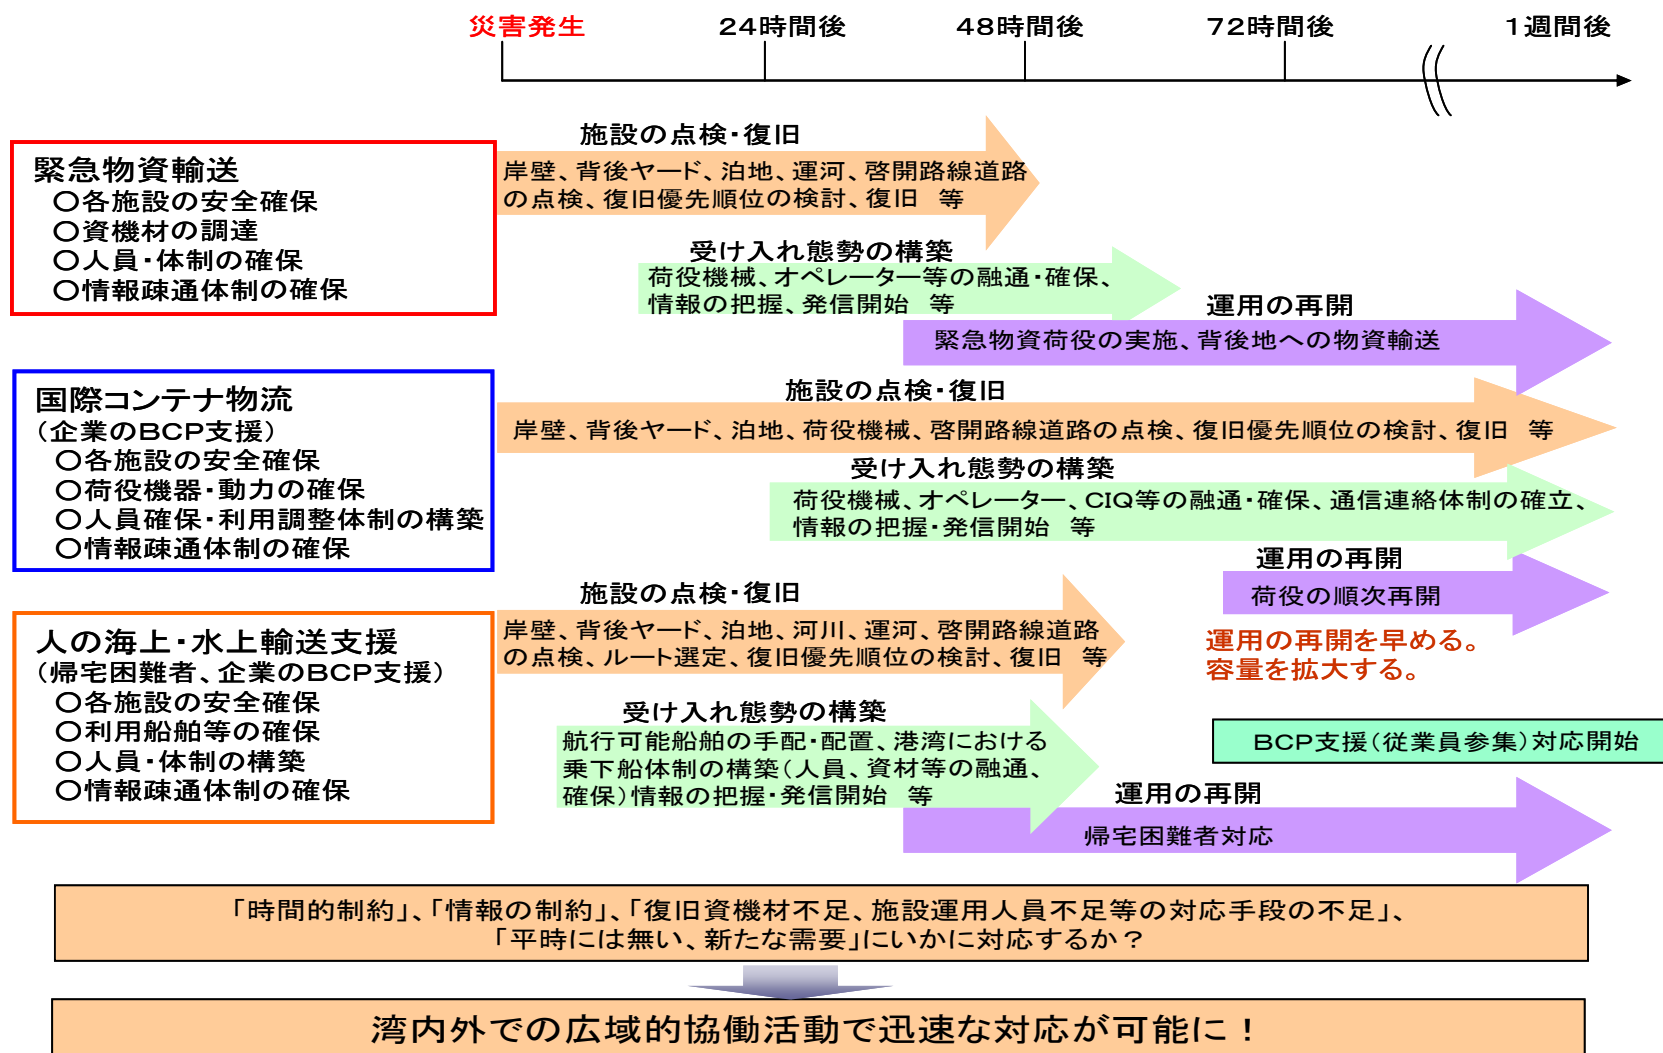 災害発生 24時間後 48時間後 72時間後 1週間後
緊急物資輸送
○各施設の安全確保
○資機材の調達
○人員・体制の確保
○情報疎通体制の確保
施設の点検・復旧
岸壁、背後ヤード、泊地、運河、啓開路線道路
の点検、復旧優先順位の検討、復旧 等
受け入れ態勢の構築
荷役機械、オペレーター等の融通・確保、
情報の把握、発信開始 等
運用の再開
緊急物資荷役の実施、背後地への物資輸送
国際コンテナ物流
(企業のBCP支援)
○各施設の安全確保
○荷役機器・動力の確保
○人員確保・利用調整体制の構築
○情報疎通体制の確保
施設の点検・復旧
岸壁、背後ヤード、泊地、荷役機械、啓開路線道路の点検、復旧優先順位の検討、復旧 等
受け入れ態勢の構築
荷役機械、オペレーター、CIQ等の融通・確保、通信連絡体制の確立、
情報の把握・発信開始 等
運用の再開
荷役の順次再開
運用の再開を早める。
容量を拡大する。
人の海上・水上輸送支援
(帰宅困難者、企業のBCP支援)
○各施設の安全確保
○利用船舶等の確保
○人員・体制の構築
○情報疎通体制の確保
施設の点検・復旧
岸壁、背後ヤード、泊地、河川、運河、啓開路線道路
の点検、ルート選定、復旧優先順位の検討、復旧 等
受け入れ態勢の構築
航行可能船舶の手配・配置、港湾における
乗下船体制の構築(人員、資材等の融通、
確保)情報の把握・発信開始 等
BCP支援(従業員参集)対応開始
運用の再開
帰宅困難者対応
「時間的制約」、「情報の制約」、「復旧資機材不足、施設運用人員不足等の対応手段の不足」、
「平時には無い、新たな需要」にいかに対応するか？
湾内外での広域的協働活動で迅速な対応が可能に！